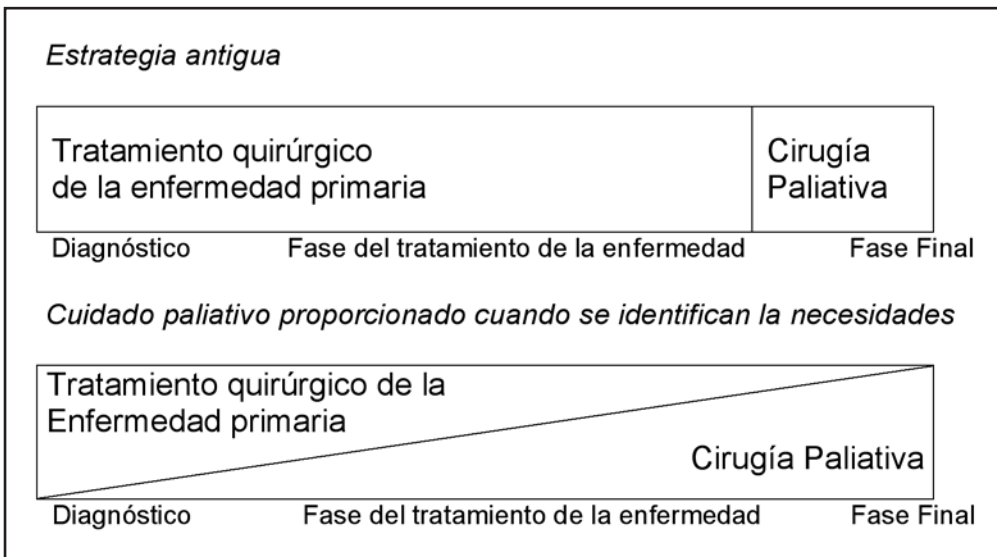 Estrategia antigua
Tratamiento quirúrgico
de la enfermedad primaria
Cirugía
Paliativa
Diagnóstico Fase del tratamiento de la enfermedad Fase Final
Cuidado paliativo proporcionado cuando se identifican la necesidades
Tratamiento quirúrgico de la
Enfermedad primaria
Cirugía Paliativa
Diagnóstico Fase del tratamiento de la enfermedad Fase Final